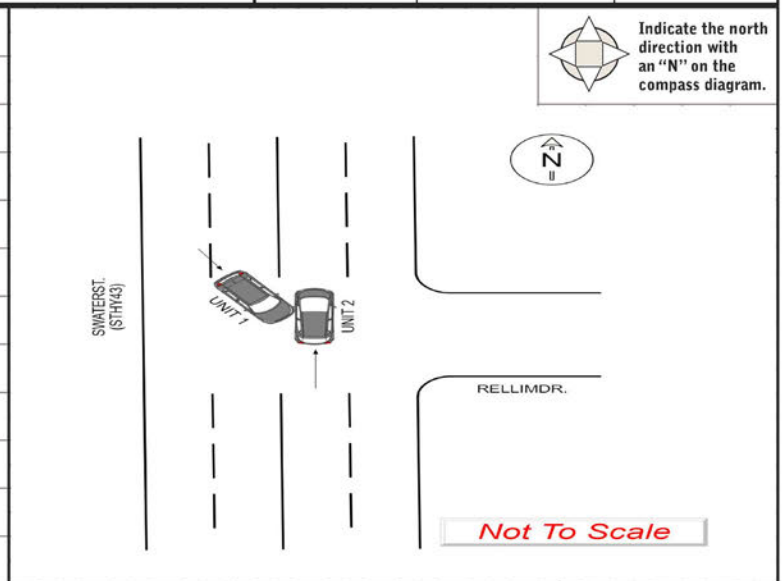 Indicate the north
direction with
an “N” on the
compass diagram.
N
SWATERST.
(STHY43)
UNIT 1
UNIT 2
RELLIMDR.
Not To Scale